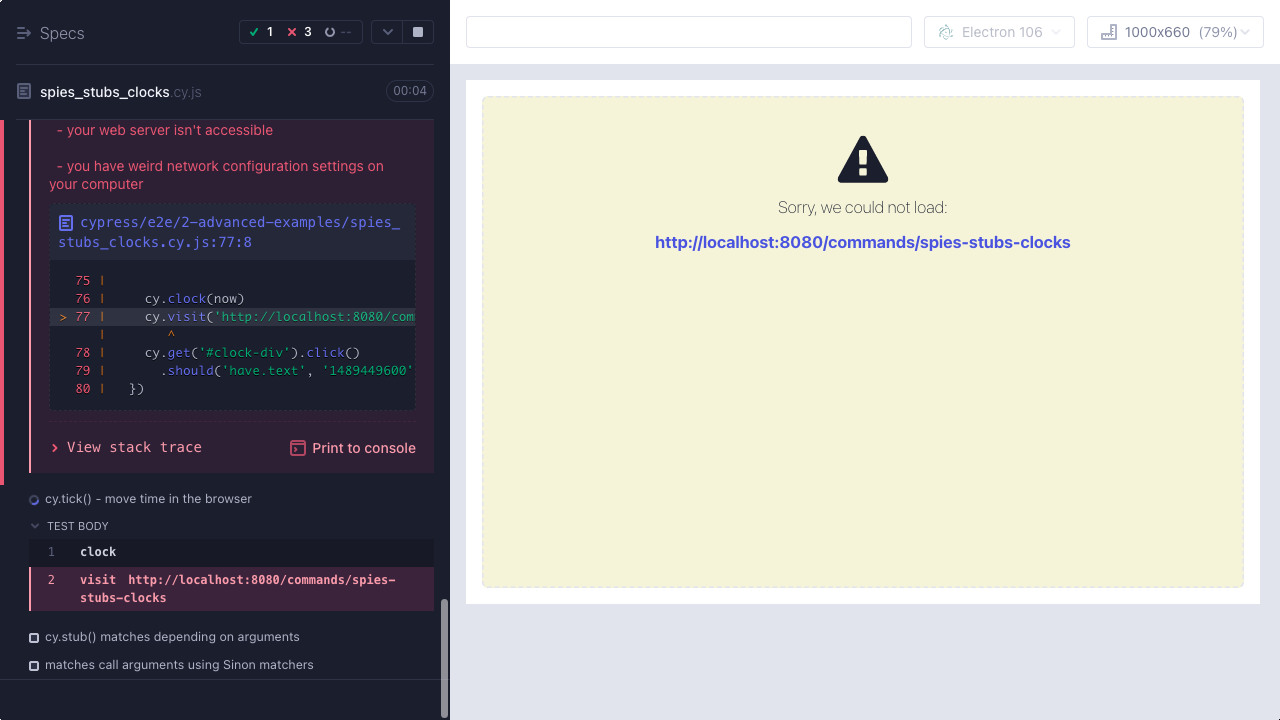 Specs
1
3
--
spies_stubs_clocks.cy.js
00:04
- your web server isn't accessible
- you have weird network configuration settings on
your computer
cypress/e2e/2-advanced-examples/spies_
stubs_clocks.cy.js:77:8
75 |
76 | cy.clock(now)
> 77 | cy.visit('http://localhost:8080/com
| ^
78 | cy.get('#clock-div').click()
79 | .should('have.text', '1489449600'
80 | })
> View stack trace
Print to console
cy.tick() - move time in the browser
TEST BODY
1 clock
2 visit http://localhost:8080/commands/spies-
stubs-clocks
cy.stub() matches depending on arguments
matches call arguments using Sinon matchers
Electron 106
1000x660 (79%)
Sorry, we could not load:
http://localhost:8080/commands/spies-stubs-clocks